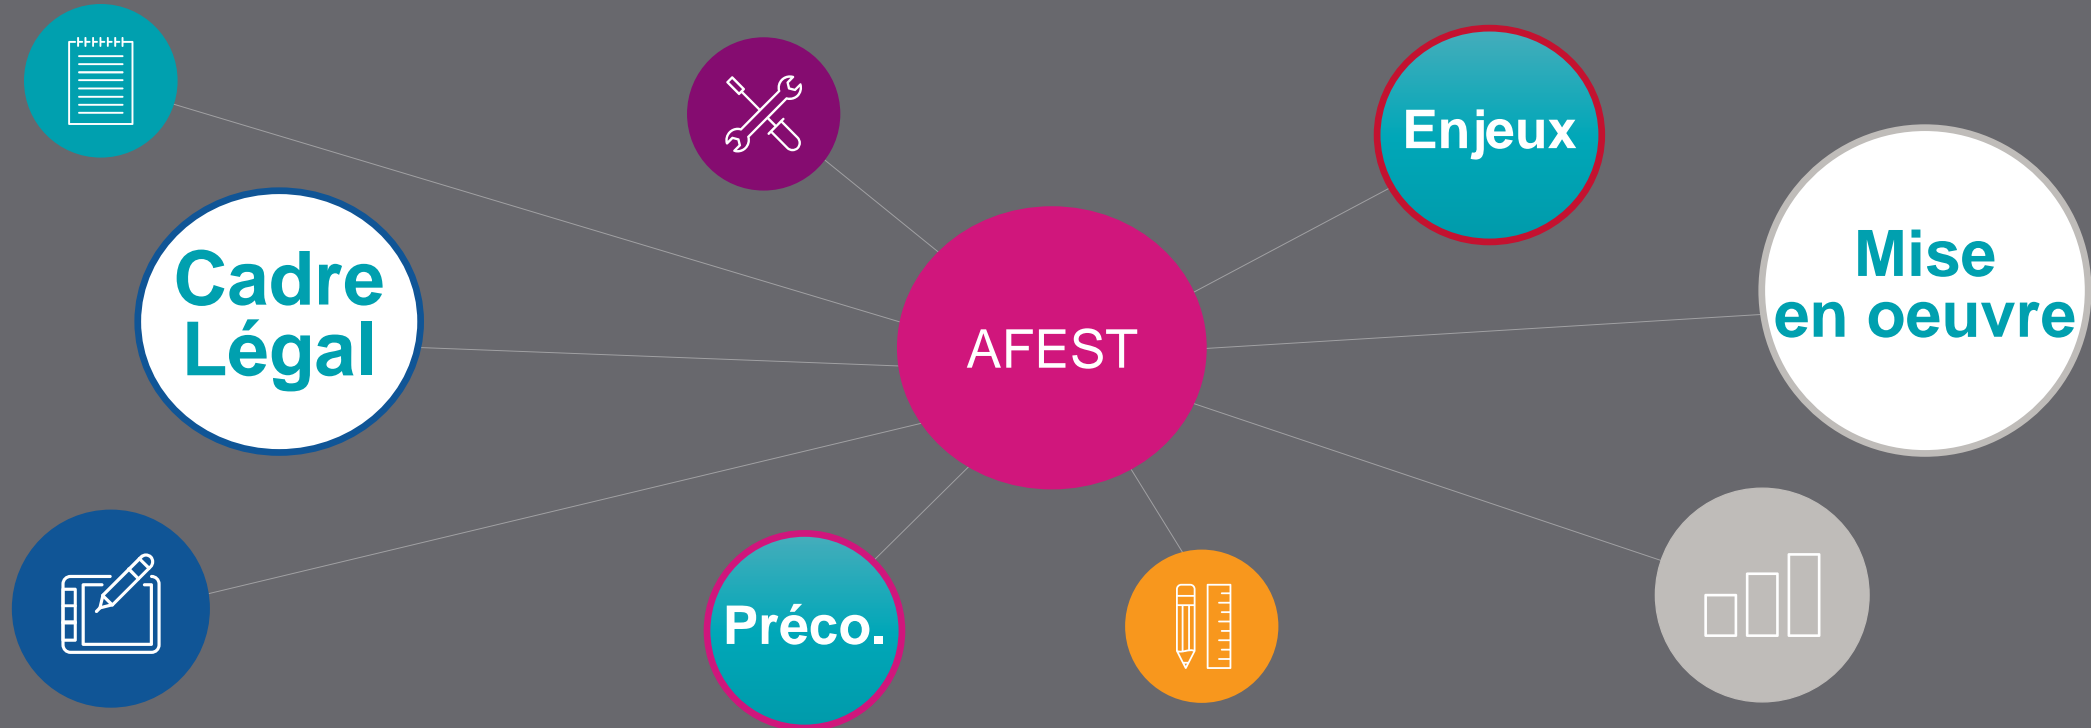 Enjeux
Cadre
Légal
AFEST
Mise
en oeuvre
Préco.